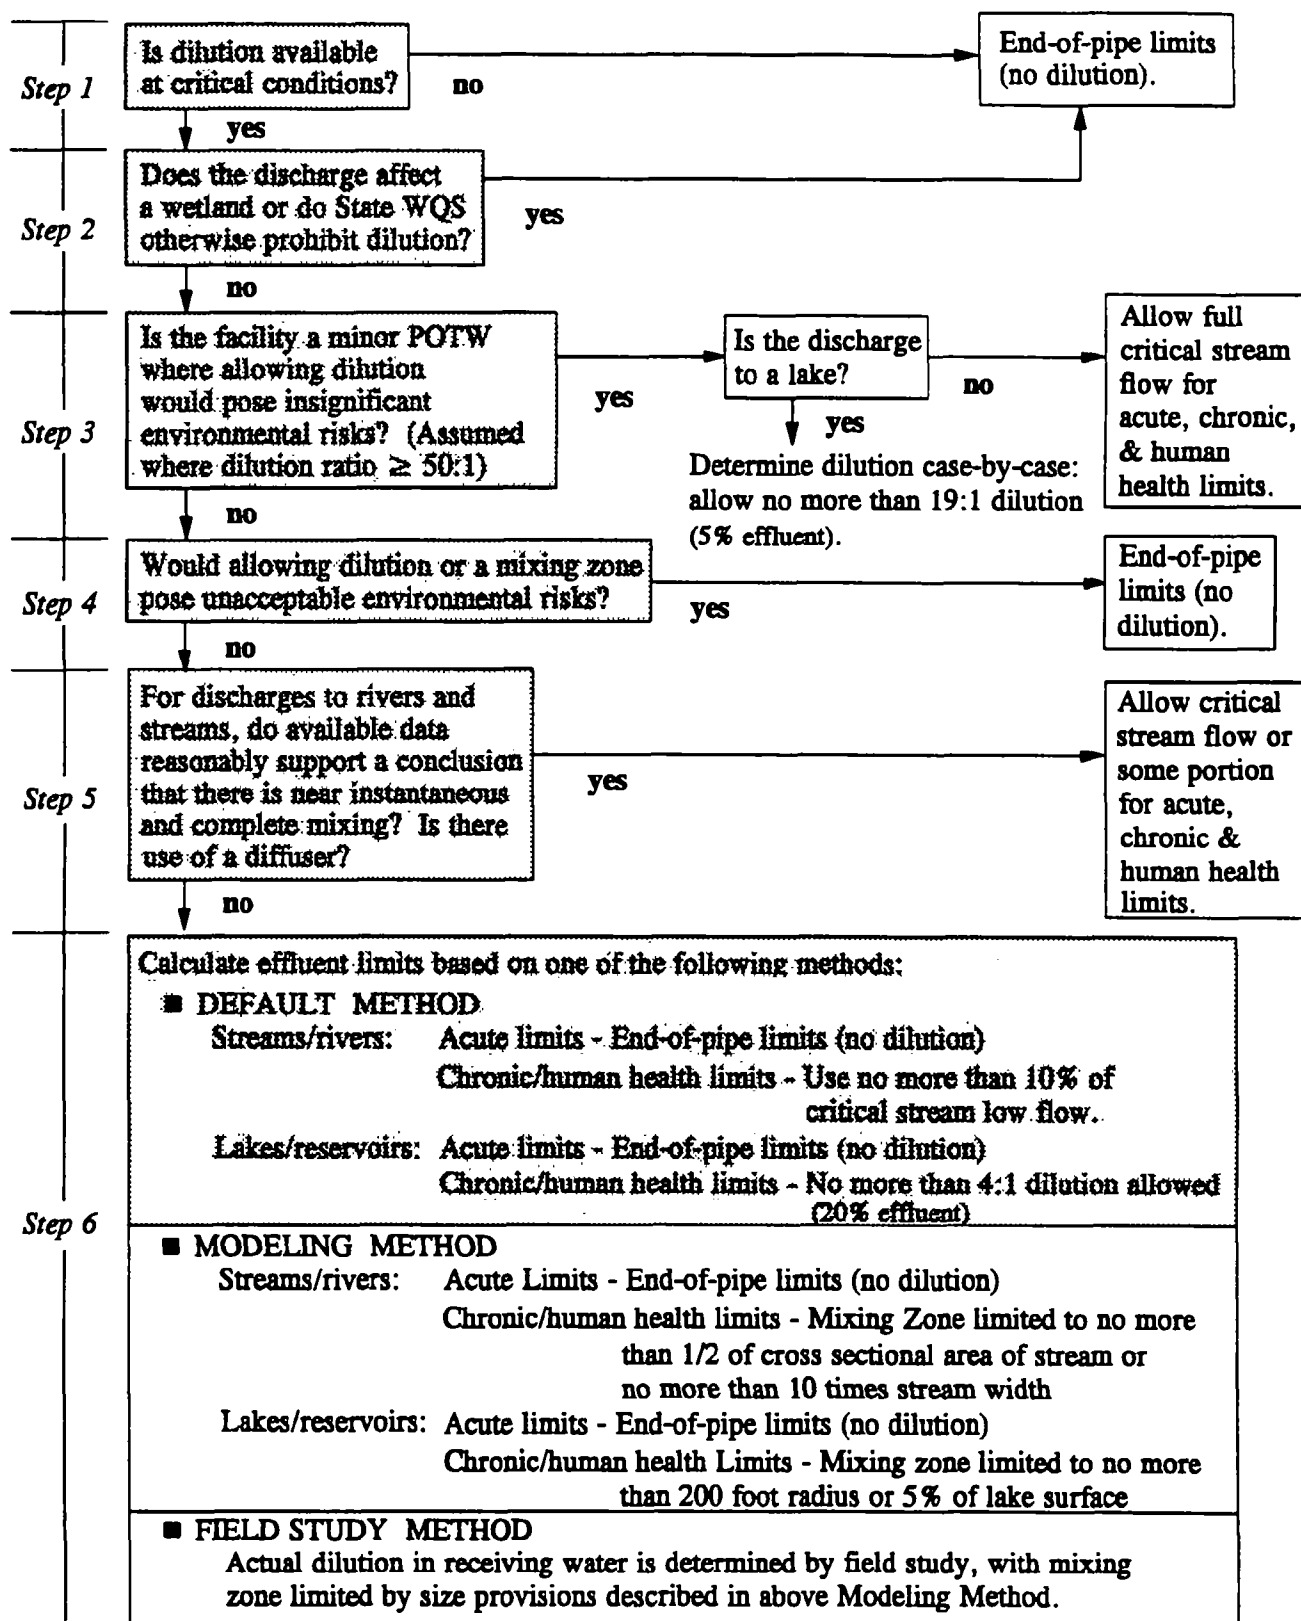 Step 1
Is dilution available
at critical conditions?
no
End-of-pipe limits
(no dilution).
yes
Step 2
Does the discharge affect
a wetland or do State WQS
otherwise prohibit dilution?
yes
no
Step 3
Is the facility a minor POTW
where allowing dilution
would pose insignificant
environmental risks? (Assumed
where dilution ratio ≥ 50:1)
yes
Is the discharge
to a lake?
no
Allow full
critical stream
flow for
acute, chronic,
& human
health limits.
yes
Determine dilution case-by-case:
allow no more than 19:1 dilution
(5% effluent).
no
Step 4
Would allowing dilution or a mixing zone
pose unacceptable environmental risks?
yes
End-of-pipe
limits (no
dilution).
no
Step 5
For discharges to rivers and
streams, do available data
reasonably support a conclusion
that there is near instantaneous
and complete mixing? Is there
use of a diffuser?
yes
Allow critical
stream flow or
some portion
for acute,
chronic &
human health
limits.
no
Step 6
Calculate effluent limits based on one of the following methods:
■ DEFAULT METHOD
Streams/rivers: Acute limits - End-of-pipe limits (no dilution)
Chronic/human health limits - Use no more than 10% of
critical stream low flow.
Lakes/reservoirs: Acute limits - End-of-pipe limits (no dilution)
Chronic/human health limits - No more than 4:1 dilution allowed
(20% effluent)
■ MODELING METHOD
Streams/rivers: Acute Limits - End-of-pipe limits (no dilution)
Chronic/human health limits - Mixing Zone limited to no more
than 1/2 of cross sectional area of stream or
no more than 10 times stream width
Lakes/reservoirs: Acute limits - End-of-pipe limits (no dilution)
Chronic/human health Limits - Mixing zone limited to no more
than 200 foot radius or 5% of lake surface
■ FIELD STUDY METHOD
Actual dilution in receiving water is determined by field study, with mixing
zone limited by size provisions described in above Modeling Method.